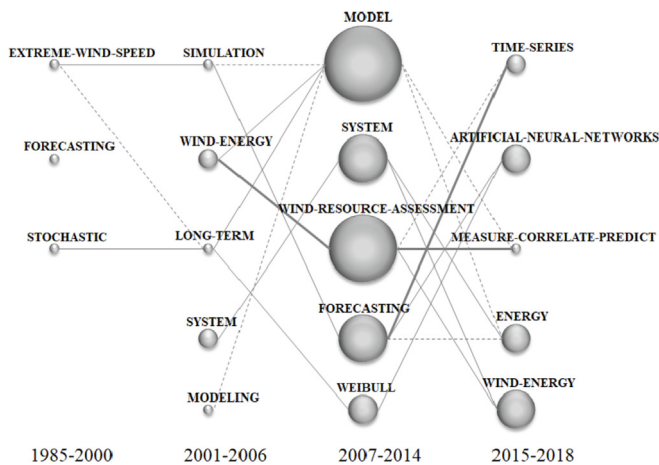 MODEL
EXTREME-WIND-SPEED SIMULATION TIME-SERIES
FORECASTING WIND-ENERGY SYSTEM ARTIFICIAL-NEURAL-NETWORKS
WIND-RESOURCE-ASSESSMENT
STOCHASTIC LONG-TERM MEASURE-CORRELATE-PREDICT
SYSTEM FORECASTING ENERGY
MODELING WEIBULL WIND-ENERGY
1985-2000 2001-2006 2007-2014 2015-2018